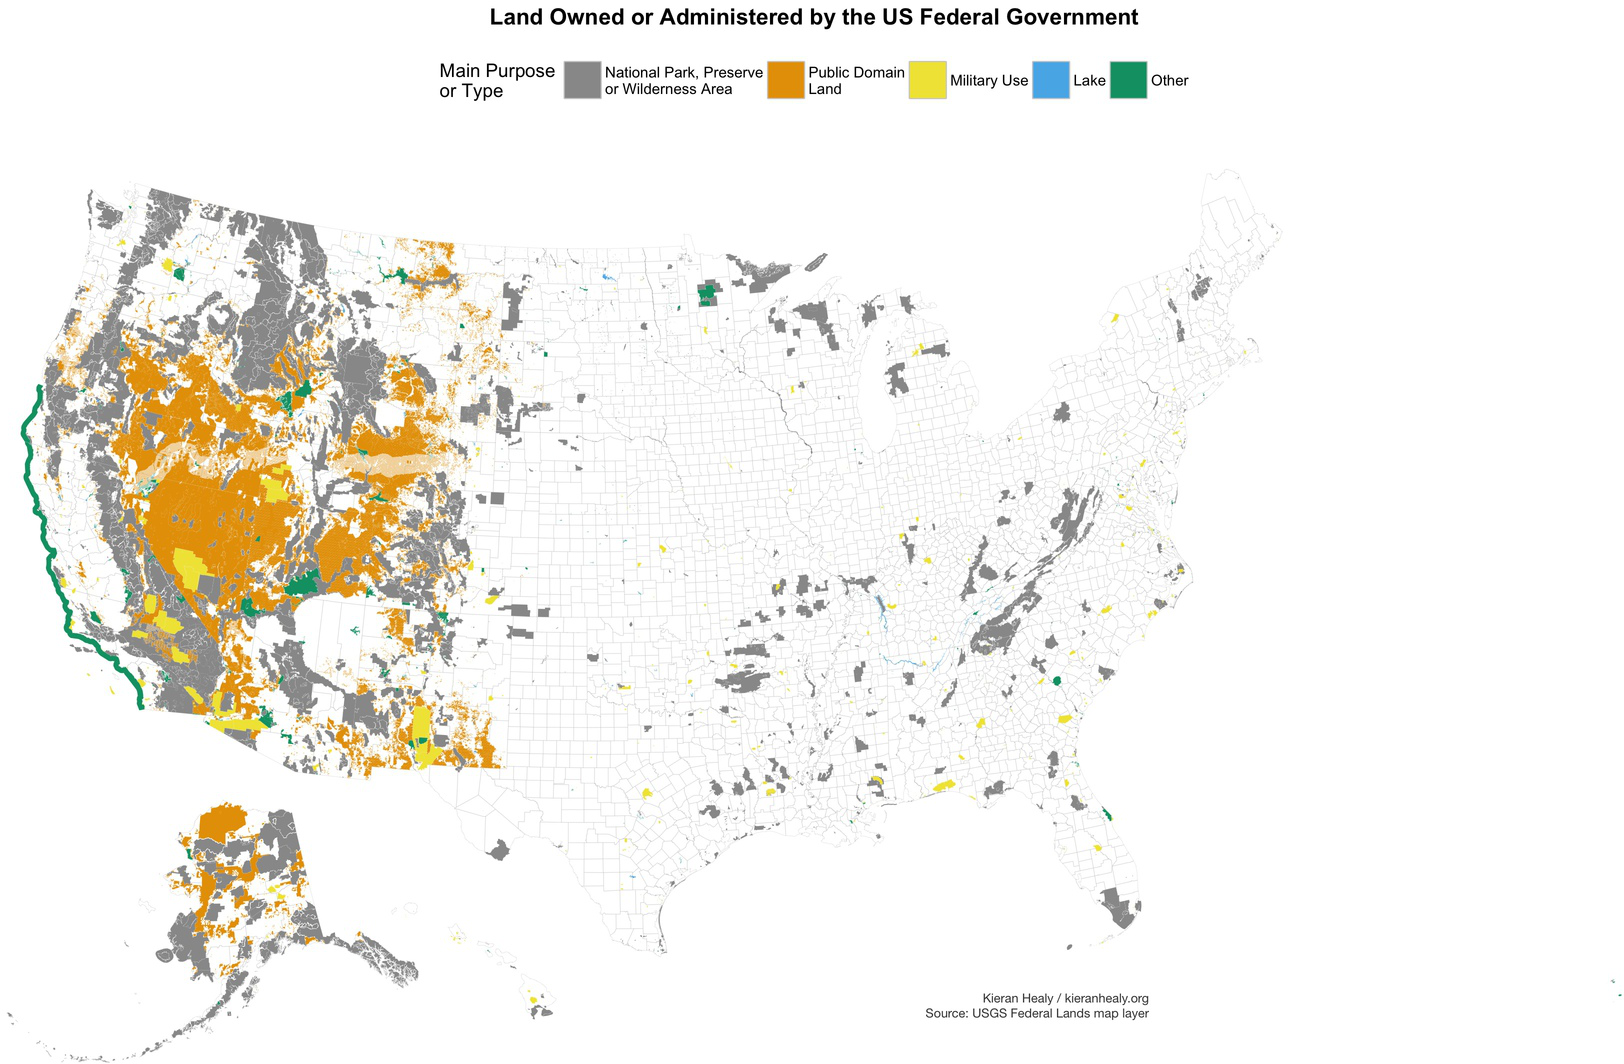 Land Owned or Administered by the US Federal Government
Main Purpose
or Type
National Park, Preserve
or Wilderness Area
Public Domain
Land
Military Use
Lake
Other
Kieran Healy / kieranhealy.org
Source: USGS Federal Lands map layer